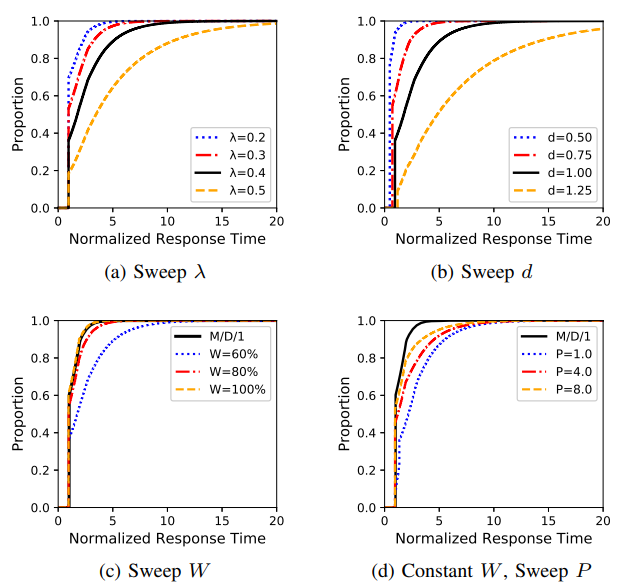 1.0
0.8
0.6
0.4
0.2
0.0
Proportion
λ=0.2
λ=0.3
λ=0.4
λ=0.5
0 5 10 15 20
Normalized Response Time
(a) Sweep λ
1.0
0.8
0.6
0.4
0.2
0.0
Proportion
d=0.50
d=0.75
d=1.00
d=1.25
0 5 10 15 20
Normalized Response Time
(b) Sweep d
1.0
0.8
0.6
0.4
0.2
0.0
Proportion
M/D/1
W=60%
W=80%
W=100%
0 5 10 15 20
Normalized Response Time
(c) Sweep W
1.0
0.8
0.6
0.4
0.2
0.0
Proportion
M/D/1
P=1.0
P=4.0
P=8.0
0 5 10 15 20
Normalized Response Time
(d) Constant W, Sweep P